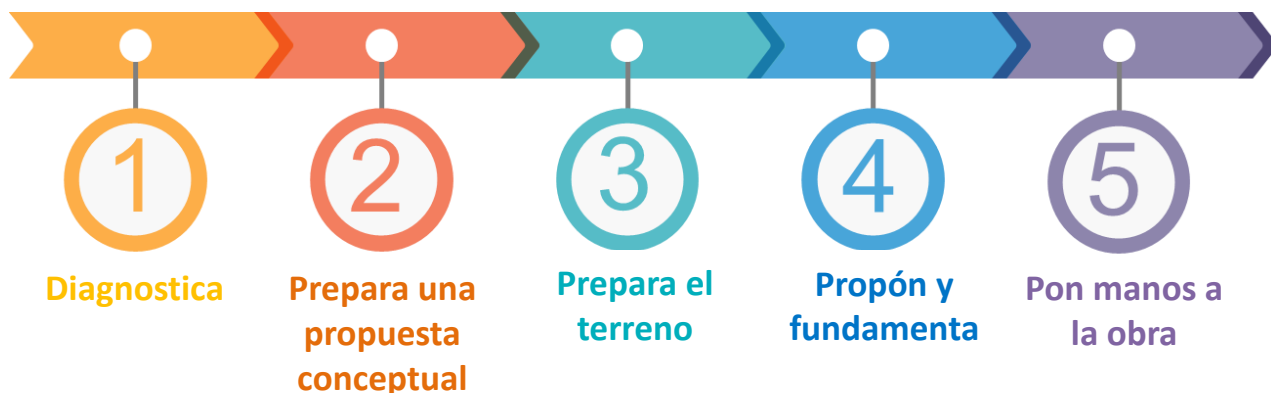 1
Diagnostica
2
Prepara una
propuesta
conceptual
3
Prepara el
terreno
4
Propón y
fundamenta
5
Pon manos a
la obra